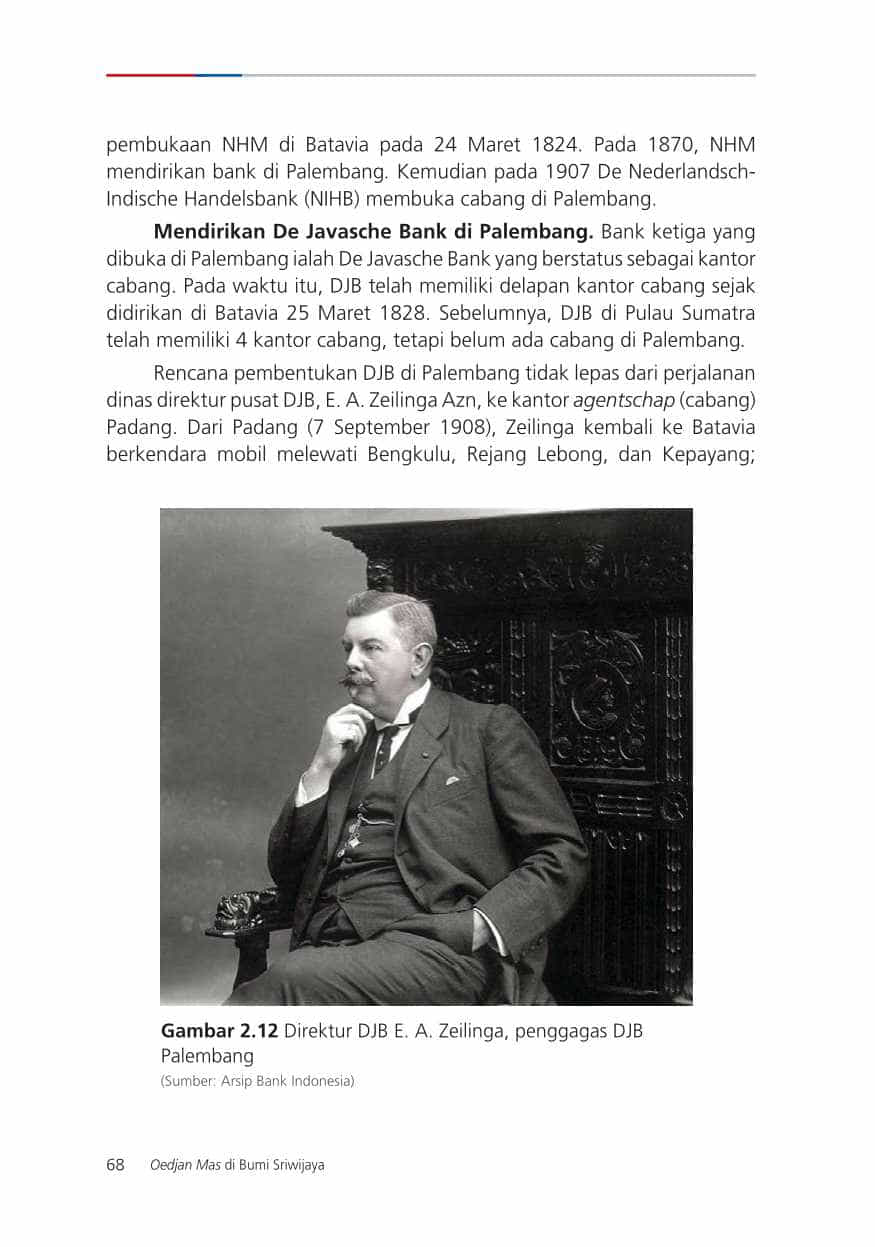 pembukaan NHM di Batavia pada 24 Maret 1824. Pada 1870, NHM
mendirikan bank di Palembang. Kemudian pada 1907 De Nederlandsch-
Indische Handelsbank (NIHB) membuka cabang di Palembang.
Mendirikan De Javasche Bank di Palembang. Bank ketiga yang
dibuka di Palembang ialah De Javasche Bank yang berstatus sebagai kantor
cabang. Pada waktu itu, DJB telah memiliki delapan kantor cabang sejak
didirikan di Batavia 25 Maret 1828. Sebelumnya, DJB di Pulau Sumatra
telah memiliki 4 kantor cabang, tetapi belum ada cabang di Palembang.
Rencana pembentukan DJB di Palembang tidak lepas dari perjalanan
dinas direktur pusat DJB, E. A. Zeilinga Azn, ke kantor agentschap (cabang)
Padang. Dari Padang (7 September 1908), Zeilinga kembali ke Batavia
berkendara mobil melewati Bengkulu, Rejang Lebong, dan Kepayang;
Gambar 2.12 Direktur DJB E. A. Zeilinga, penggagas DJB
Palembang
(Sumber: Arsip Bank Indonesia)
68 Oedjan Mas di Bumi Sriwijaya